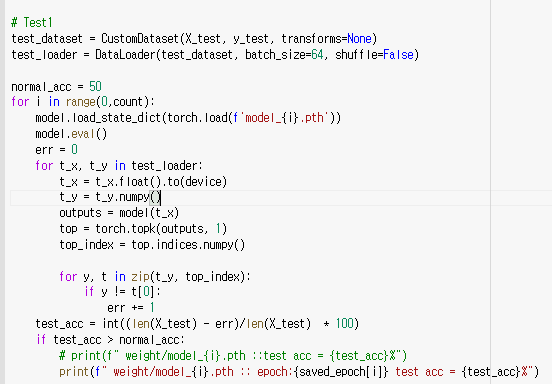 # Test1
test_dataset = CustomDataset(X_test, y_test, transforms=None)
test_loader = DataLoader(test_dataset, batch_size=64, shuffle=False)
normal_acc = 50
for i in range(0,count):
model.load_state_dict(torch.load(f'model_{i}.pth'))
model.eval()
err = 0
for t_x, t_y in test_loader:
t_x = t_x.float().to(device)
t_y = t_y.numpy()
outputs = model(t_x)
top = torch.topk(outputs, 1)
top_index = top.indices.numpy()
for y, t in zip(t_y, top_index):
if y != t[0]:
err += 1
test_acc = int((len(X_test) - err)/len(X_test)  * 100)
if test_acc > normal_acc:
# print(f" weight/model_{i}.pth ::test acc = {test_acc}%")
print(f" weight/model_{i}.pth :: epoch:{saved_epoch[i]} test acc = {test_acc}%")